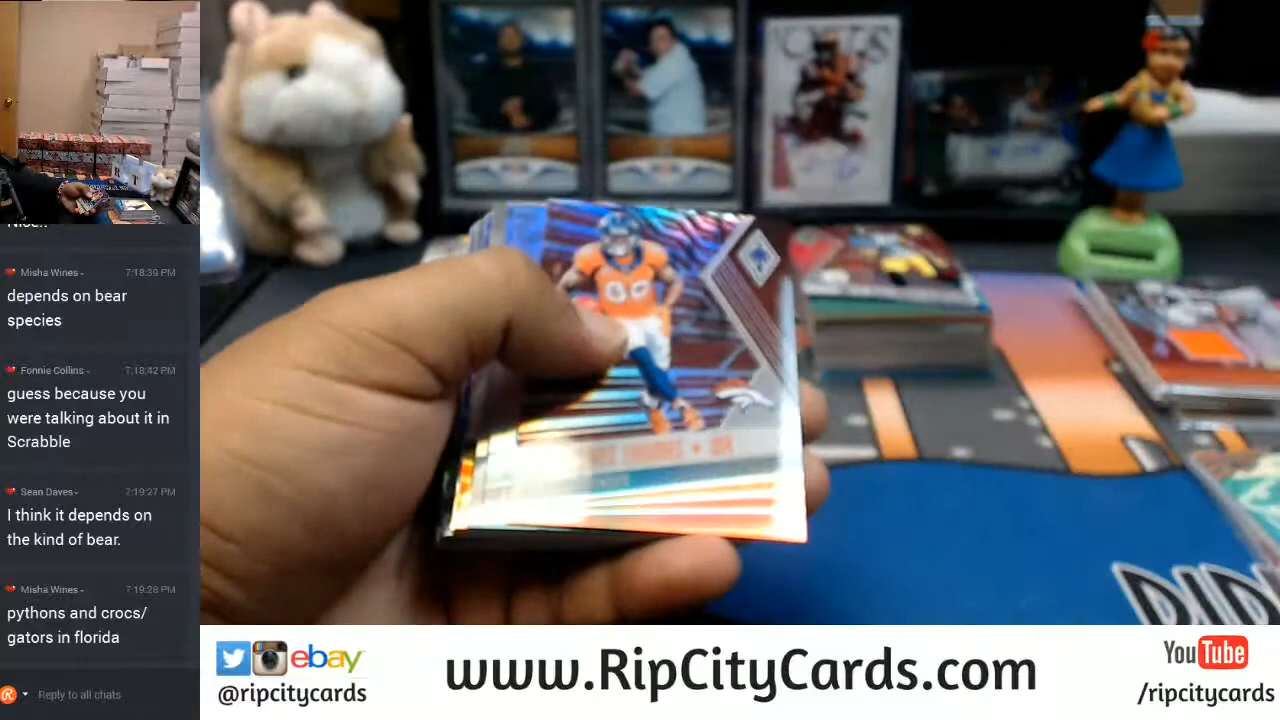 Misha Wines
7:18:39 PM
depends on bear
species
Fonnie Collins
7:18:42 PM
guess because you
were talking about it in
Scrabble
Sean Daves
7:19:27 PM
I think it depends on
the kind of bear.
Misha Wines
7:19:28 PM
pythons and crocs/
gators in florida
Reply to all chats
ebay
@ripcitycards
www.RipCityCards.com
YouTube
/ripcitycards